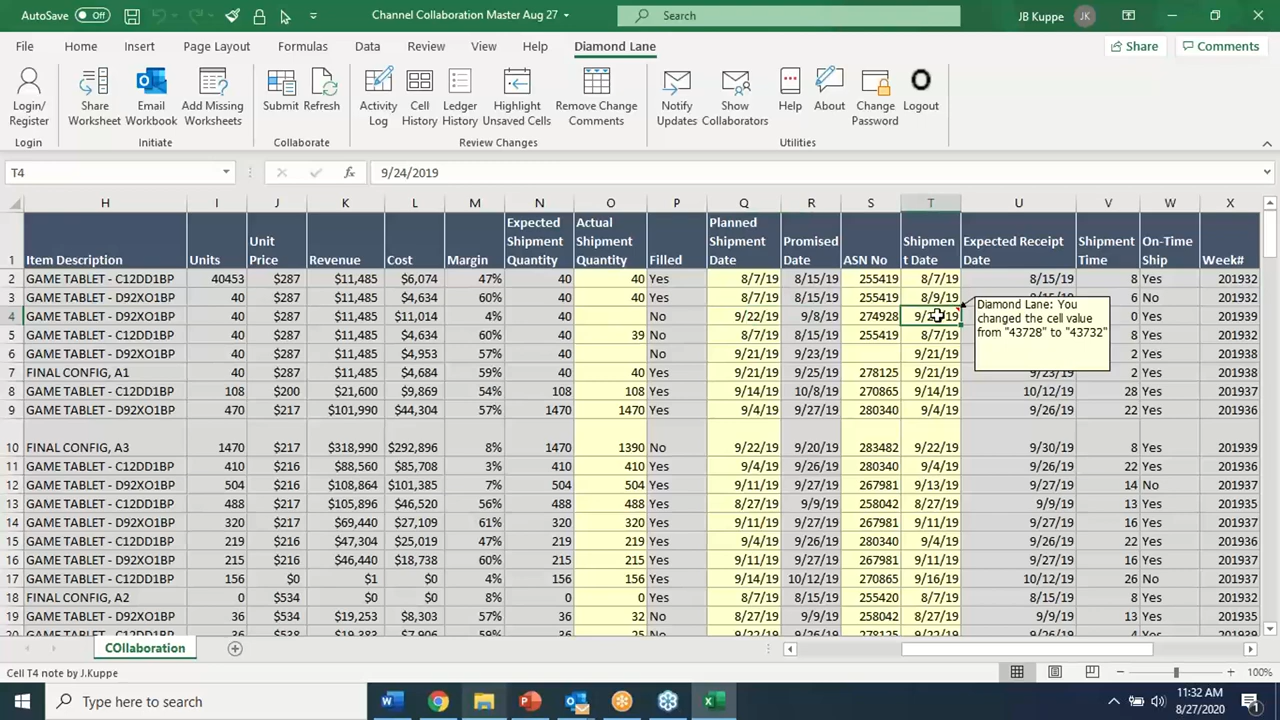 AutoSave Off Channel Collaboration Master Aug 27 Search JB Kuppe JK
File Home Insert Page Layout Formulas Data Review View Help Diamond Lane Share Comments
Login/ Register
Share Worksheet
Email Workbook
Add Missing Worksheets
Submit
Refresh
Activity Log
Cell History
Ledger History
Highlight Unsaved Cells
Remove Change Comments
Notify Updates
Show Collaborators
Help
About
Change Password
Logout
Login Initiate Collaborate Review Changes Utilities
T4 fx 9/24/2019
H I J K L M N O P Q R S T U V W X
1 Item Description Units Unit Price Revenue Cost Margin Expected Shipment Quantity Actual Shipment Quantity Filled Planned Shipment Date Promised Date ASN No Shipmen t Date Expected Receipt Date Shipment Time On-Time Ship Week#
2 GAME TABLET - C12DD1BP 40453 $287 $11,485 $6,074 47% 40 40 Yes 8/7/19 8/15/19 255419 8/7/19 8/15/19 8 Yes 201932
3 GAME TABLET - D92XO1BP 40 $287 $11,485 $4,634 60% 40 40 Yes 8/7/19 8/15/19 255419 8/9/19 6 No 201932
4 GAME TABLET - D92XO1BP 40 $287 $11,485 $11,014 4% 40 No 9/22/19 9/8/19 274928 0 Yes 201939
5 GAME TABLET - C12DD1BP 40 $287 $11,485 $4,634 60% 40 39 No 8/7/19 8/15/19 255419 8/7/19 8 Yes 201932
6 GAME TABLET - D92XO1BP 40 $287 $11,485 $4,953 57% 40 No 9/21/19 9/23/19 9/21/19 2 Yes 201938
7 FINAL CONFIG, A1 40 $287 $11,485 $4,684 59% 40 40 Yes 9/21/19 9/25/19 278125 9/21/19 9/23/19 2 Yes 201938
8 GAME TABLET - C12DD1BP 108 $200 $21,600 $9,869 54% 108 108 Yes 9/14/19 10/8/19 270865 9/14/19 10/12/19 28 Yes 201937
9 GAME TABLET - D92XO1BP 470 $217 $101,990 $44,304 57% 1470 1470 Yes 9/4/19 9/27/19 280340 9/4/19 9/26/19 22 Yes 201936
10 FINAL CONFIG, A3 1470 $217 $318,990 $292,896 8% 1470 1390 No 9/22/19 9/20/19 283482 9/22/19 9/30/19 8 Yes 201939
11 GAME TABLET - C12DD1BP 410 $216 $88,560 $85,708 3% 410 410 Yes 9/4/19 9/26/19 280340 9/4/19 9/26/19 22 Yes 201936
12 GAME TABLET - D92XO1BP 504 $216 $108,864 $101,385 7% 504 504 Yes 9/11/19 9/27/19 267981 9/13/19 9/27/19 14 No 201937
13 GAME TABLET - C12DD1BP 488 $216 $105,896 $46,520 56% 488 488 Yes 8/27/19 9/9/19 258042 8/27/19 9/9/19 13 Yes 201935
14 GAME TABLET - D92XO1BP 320 $217 $69,440 $27,109 61% 320 320 Yes 9/11/19 9/27/19 267981 9/11/19 9/27/19 16 Yes 201937
15 GAME TABLET - C12DD1BP 219 $216 $47,304 $25,019 47% 219 219 Yes 9/4/19 9/26/19 280340 9/4/19 9/26/19 22 Yes 201936
16 GAME TABLET - D92XO1BP 215 $216 $46,440 $18,738 60% 215 215 Yes 9/11/19 9/27/19 267981 9/11/19 9/27/19 16 Yes 201937
17 GAME TABLET - C12DD1BP 156 $0 $1 $0 4% 156 156 Yes 9/14/19 10/12/19 270865 9/16/19 10/12/19 26 No 201937
18 FINAL CONFIG, A2 0 $534 $0 $0 8% 0 0 Yes 8/7/19 8/15/19 255420 8/7/19 8/15/19 8 Yes 201932
19 GAME TABLET - D92XO1BP 36 $534 $19,253 $8,303 57% 36 32 No 8/27/19 9/9/19 258042 8/27/19 9/9/19 13 Yes 201935
Diamond Lane: You
changed the cell value
from "43728" to "43732"
COllaboration
Cell T4 note by J.Kuppe 100%
Type here to search
11:32 AM
8/27/2020
1